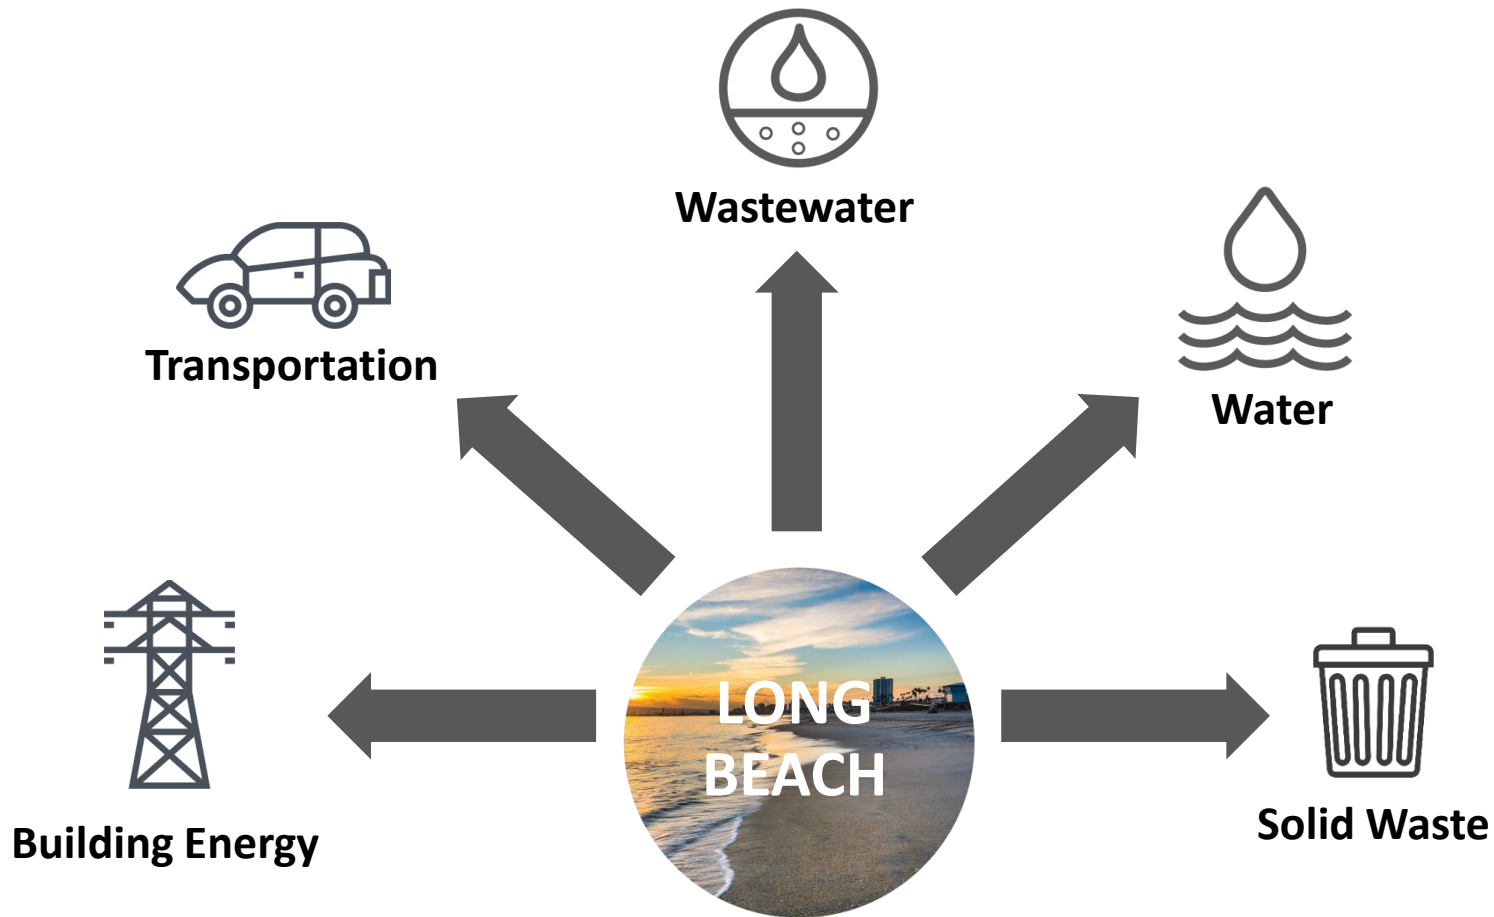 Wastewater
Transportation
Water
LONG
BEACH
Building Energy
Solid Waste